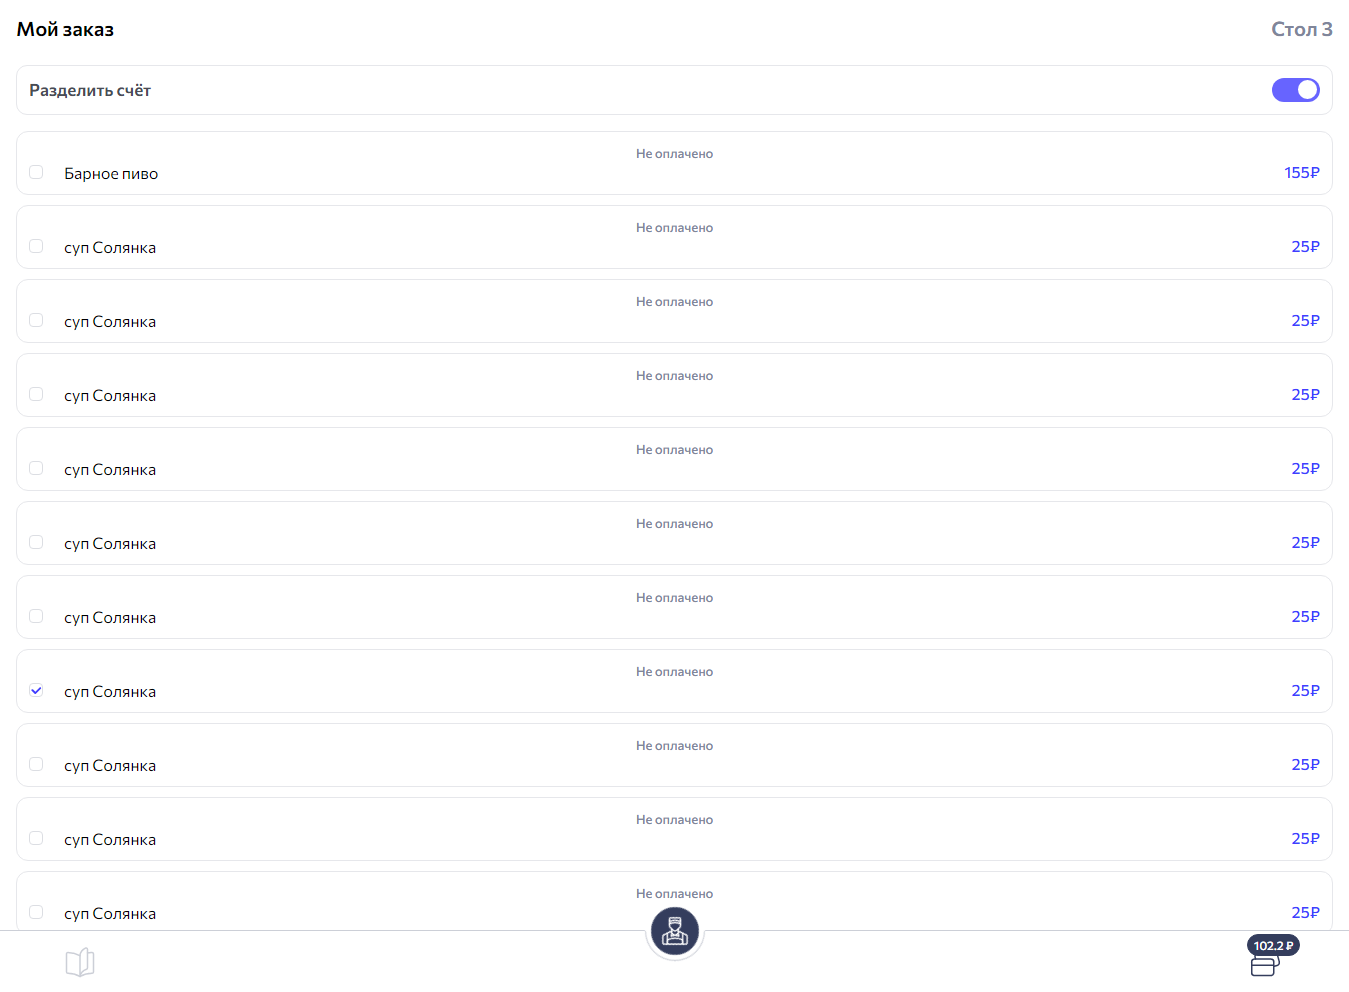 Мой заказ
Стол 3
Разделить счёт
Не оплачено
Барное пиво
155₽
Не оплачено
суп Солянка
25₽
Не оплачено
суп Солянка
25₽
Не оплачено
суп Солянка
25₽
Не оплачено
суп Солянка
25₽
Не оплачено
суп Солянка
25₽
Не оплачено
суп Солянка
25₽
Не оплачено
суп Солянка
25₽
Не оплачено
суп Солянка
25₽
Не оплачено
суп Солянка
25₽
Не оплачено
суп Солянка
25₽
102.2 ₽